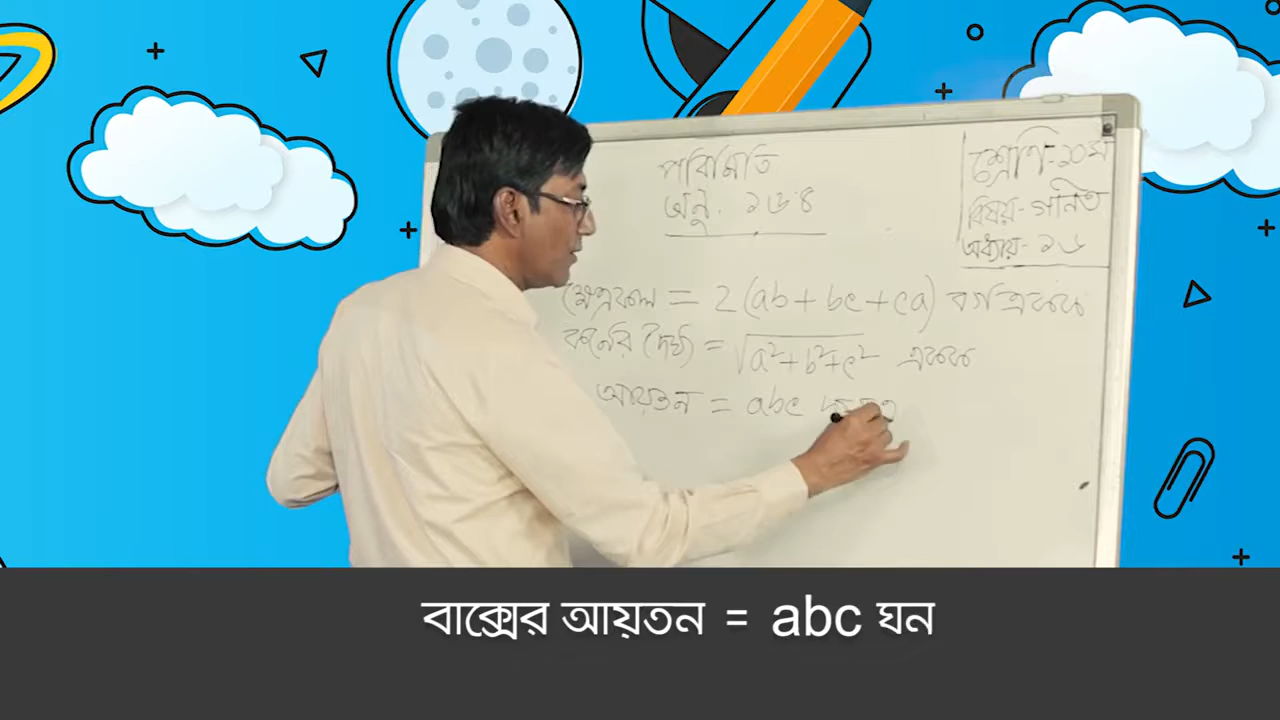 পরিমিতি
অনু. ১৬.৪
শ্রেণি-১০ম
বিষয়-গনিত
অধ্যায়-১৬
ক্ষেত্রফল = 2(ab+bc+ca) বর্গএকক
কর্নের দৈর্ঘ্য = √a²+b²+c² একক
আয়তন = abc
বাক্সের আয়তন = abc ঘন